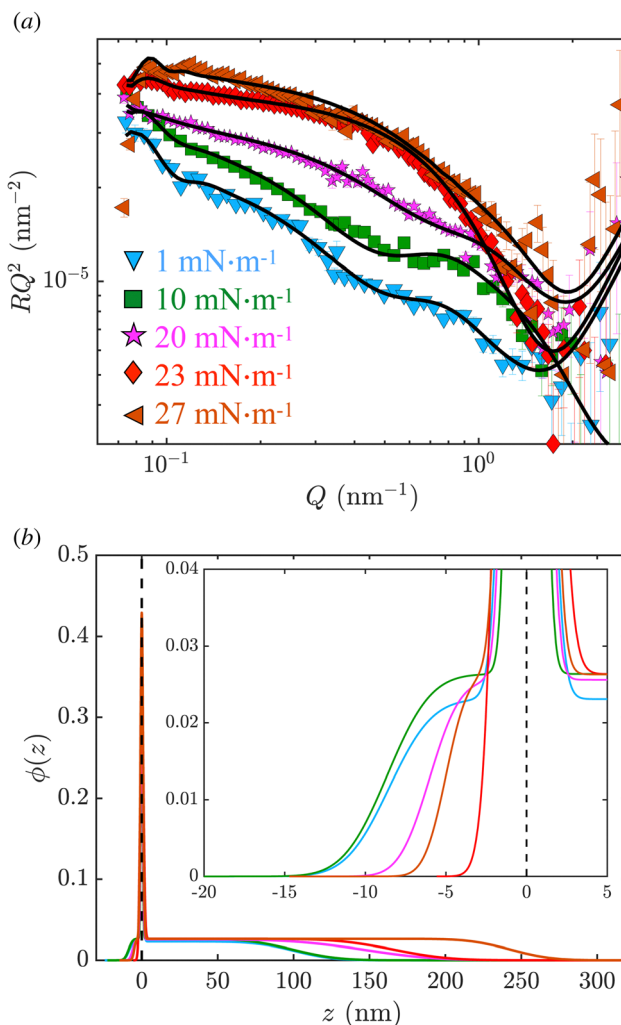 (a)
RQ² (nm⁻²)
10⁻⁵
1 mN·m⁻¹
10 mN·m⁻¹
20 mN·m⁻¹
23 mN·m⁻¹
27 mN·m⁻¹
10⁻¹
10⁰
Q (nm⁻¹)
(b)
ϕ(z)
0.5
0.4
0.3
0.2
0.1
0
0.04
0.03
0.02
0.01
0
-20
-15
-10
-5
0
5
0
50
100
150
200
250
300
z (nm)